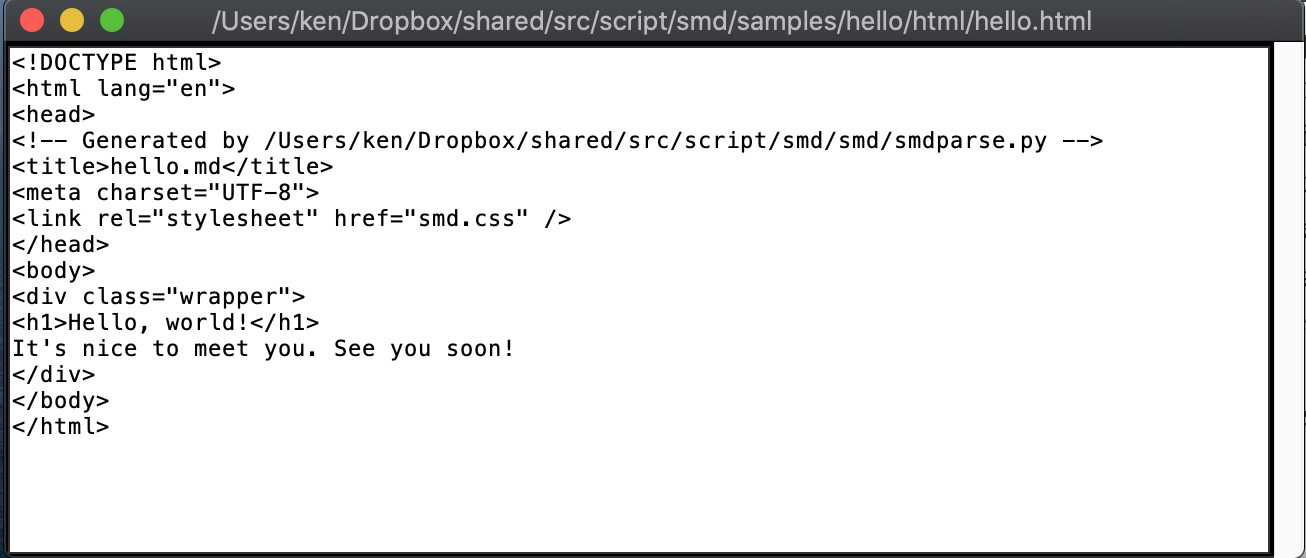 /Users/ken/Dropbox/shared/src/script/smd/samples/hello/html/hello.html
<!DOCTYPE html>
<html lang="en">
<head>
<!-- Generated by /Users/ken/Dropbox/shared/src/script/smd/smd/smdparse.py -->
<title>hello.md</title>
<meta charset="UTF-8">
<link rel="stylesheet" href="smd.css" />
</head>
<body>
<div class="wrapper">
<h1>Hello, world!</h1>
It's nice to meet you. See you soon!
</div>
</body>
</html>